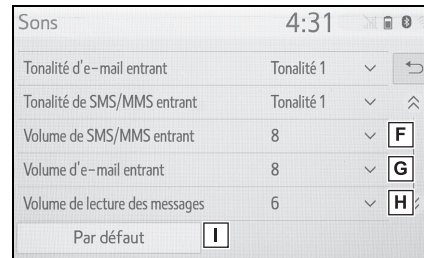 Sons 4:31
Tonalité d'e-mail entrant Tonalité 1
Tonalité de SMS/MMS entrant Tonalité 1
Volume de SMS/MMS entrant 8 F
Volume d'e-mail entrant 8 G
Volume de lecture des messages 6 H
Par défaut I